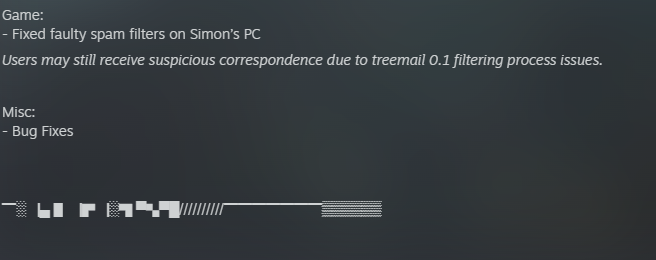 Game:
- Fixed faulty spam filters on Simon's PC
Users may still receive suspicious correspondence due to treemail 0.1 filtering process issues.
Misc:
- Bug Fixes